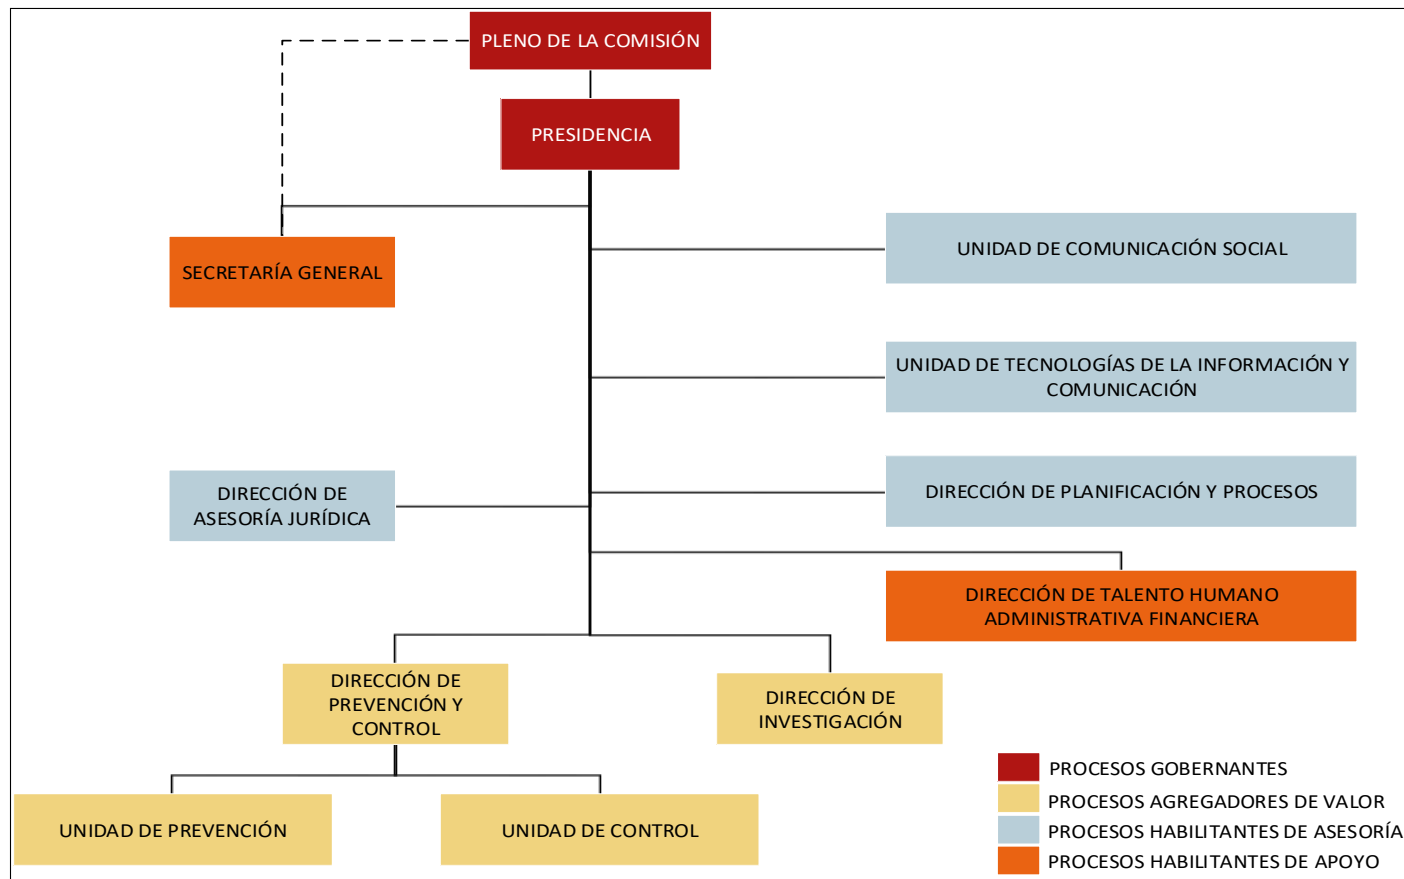 PLENO DE LA COMISIÓN
PRESIDENCIA
SECRETARÍA GENERAL
UNIDAD DE COMUNICACIÓN SOCIAL
UNIDAD DE TECNOLOGÍAS DE LA INFORMACIÓN Y
COMUNICACIÓN
DIRECCIÓN DE
ASESORÍA JURÍDICA
DIRECCIÓN DE PLANIFICACIÓN Y PROCESOS
DIRECCIÓN DE TALENTO HUMANO
ADMINISTRATIVA FINANCIERA
DIRECCIÓN DE
PREVENCIÓN Y
CONTROL
DIRECCIÓN DE
INVESTIGACIÓN
UNIDAD DE PREVENCIÓN
UNIDAD DE CONTROL
PROCESOS GOBERNANTES
PROCESOS AGREGADORES DE VALOR
PROCESOS HABILITANTES DE ASESORÍA
PROCESOS HABILITANTES DE APOYO